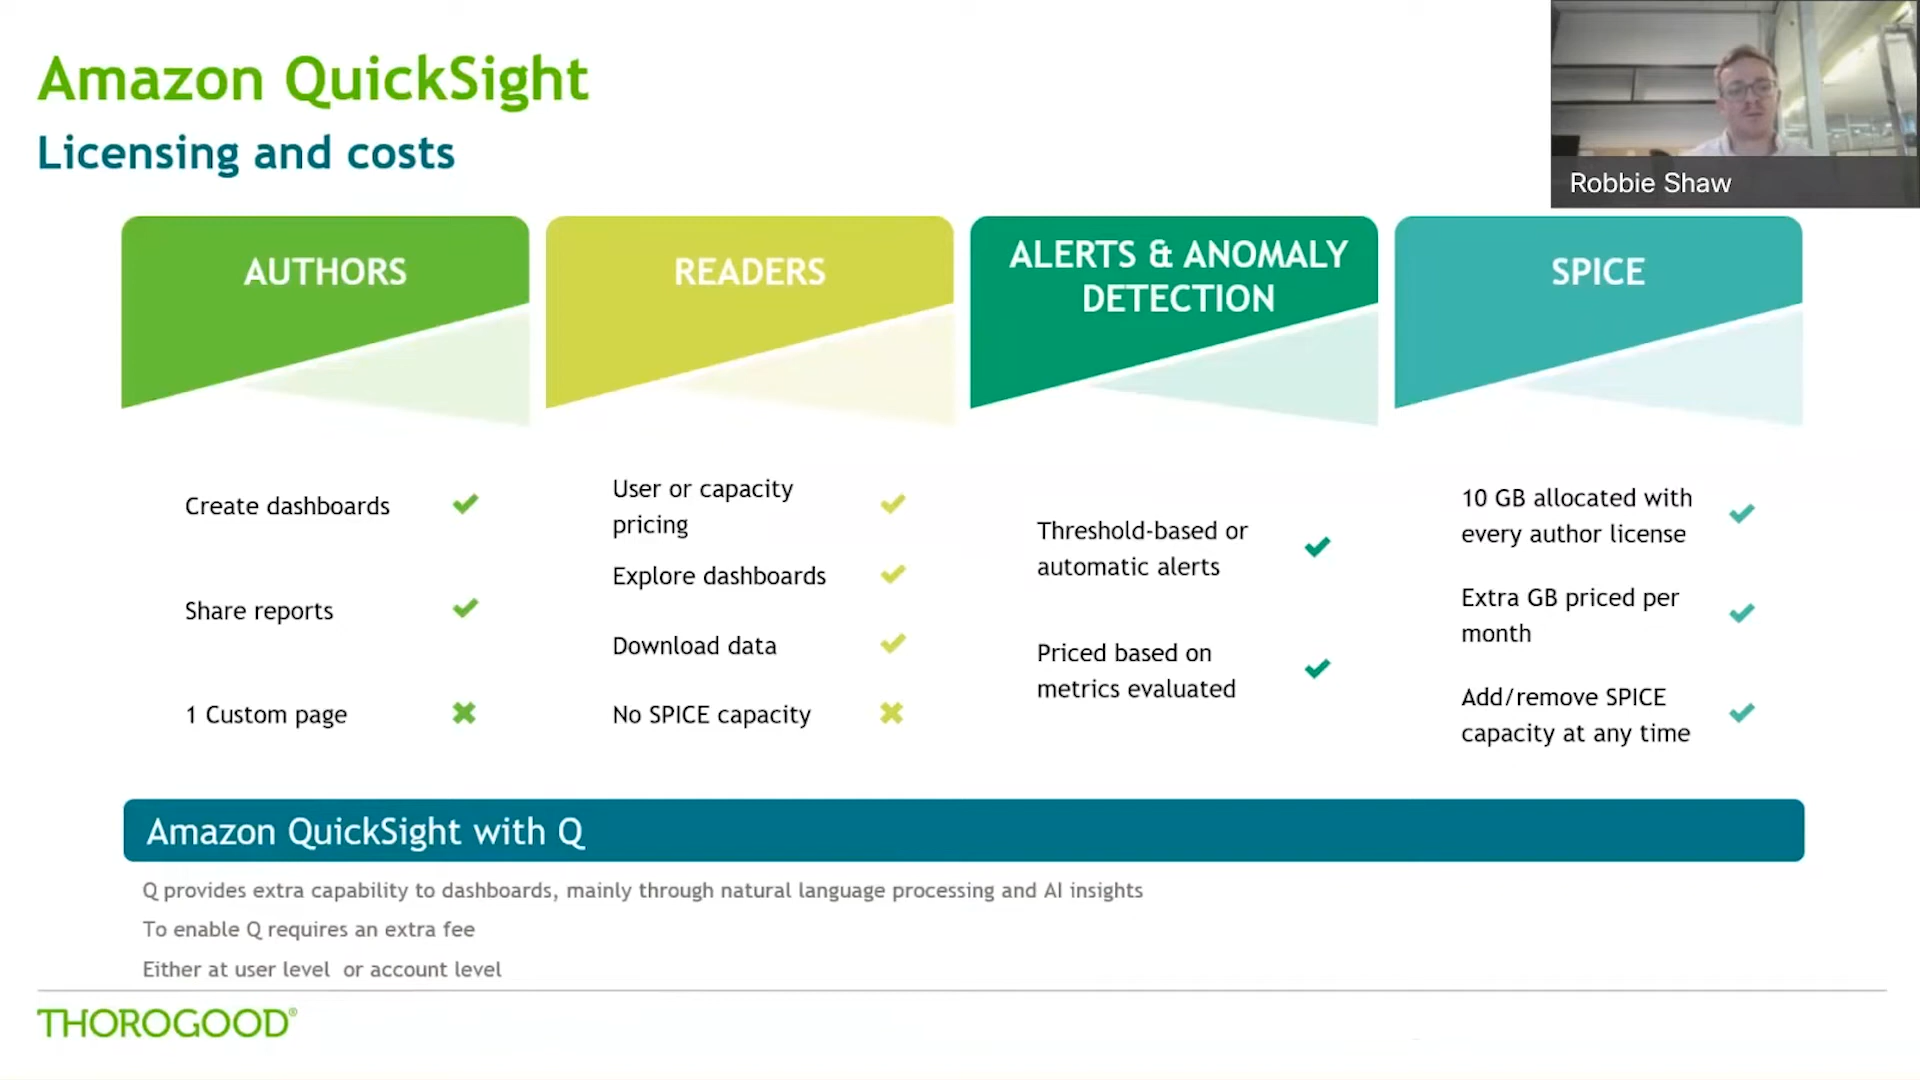 Amazon QuickSight
Licensing and costs
Robbie Shaw
AUTHORS
Create dashboards
Share reports
1 Custom page
READERS
User or capacity
pricing
Explore dashboards
Download data
No SPICE capacity
ALERTS & ANOMALY
DETECTION
Threshold-based or
automatic alerts
Priced based on
metrics evaluated
SPICE
10 GB allocated with
every author license
Extra GB priced per
month
Add/remove SPICE
capacity at any time
Amazon QuickSight with Q
Q provides extra capability to dashboards, mainly through natural language processing and AI insights
To enable Q requires an extra fee
Either at user level or account level
THOROGOOD®